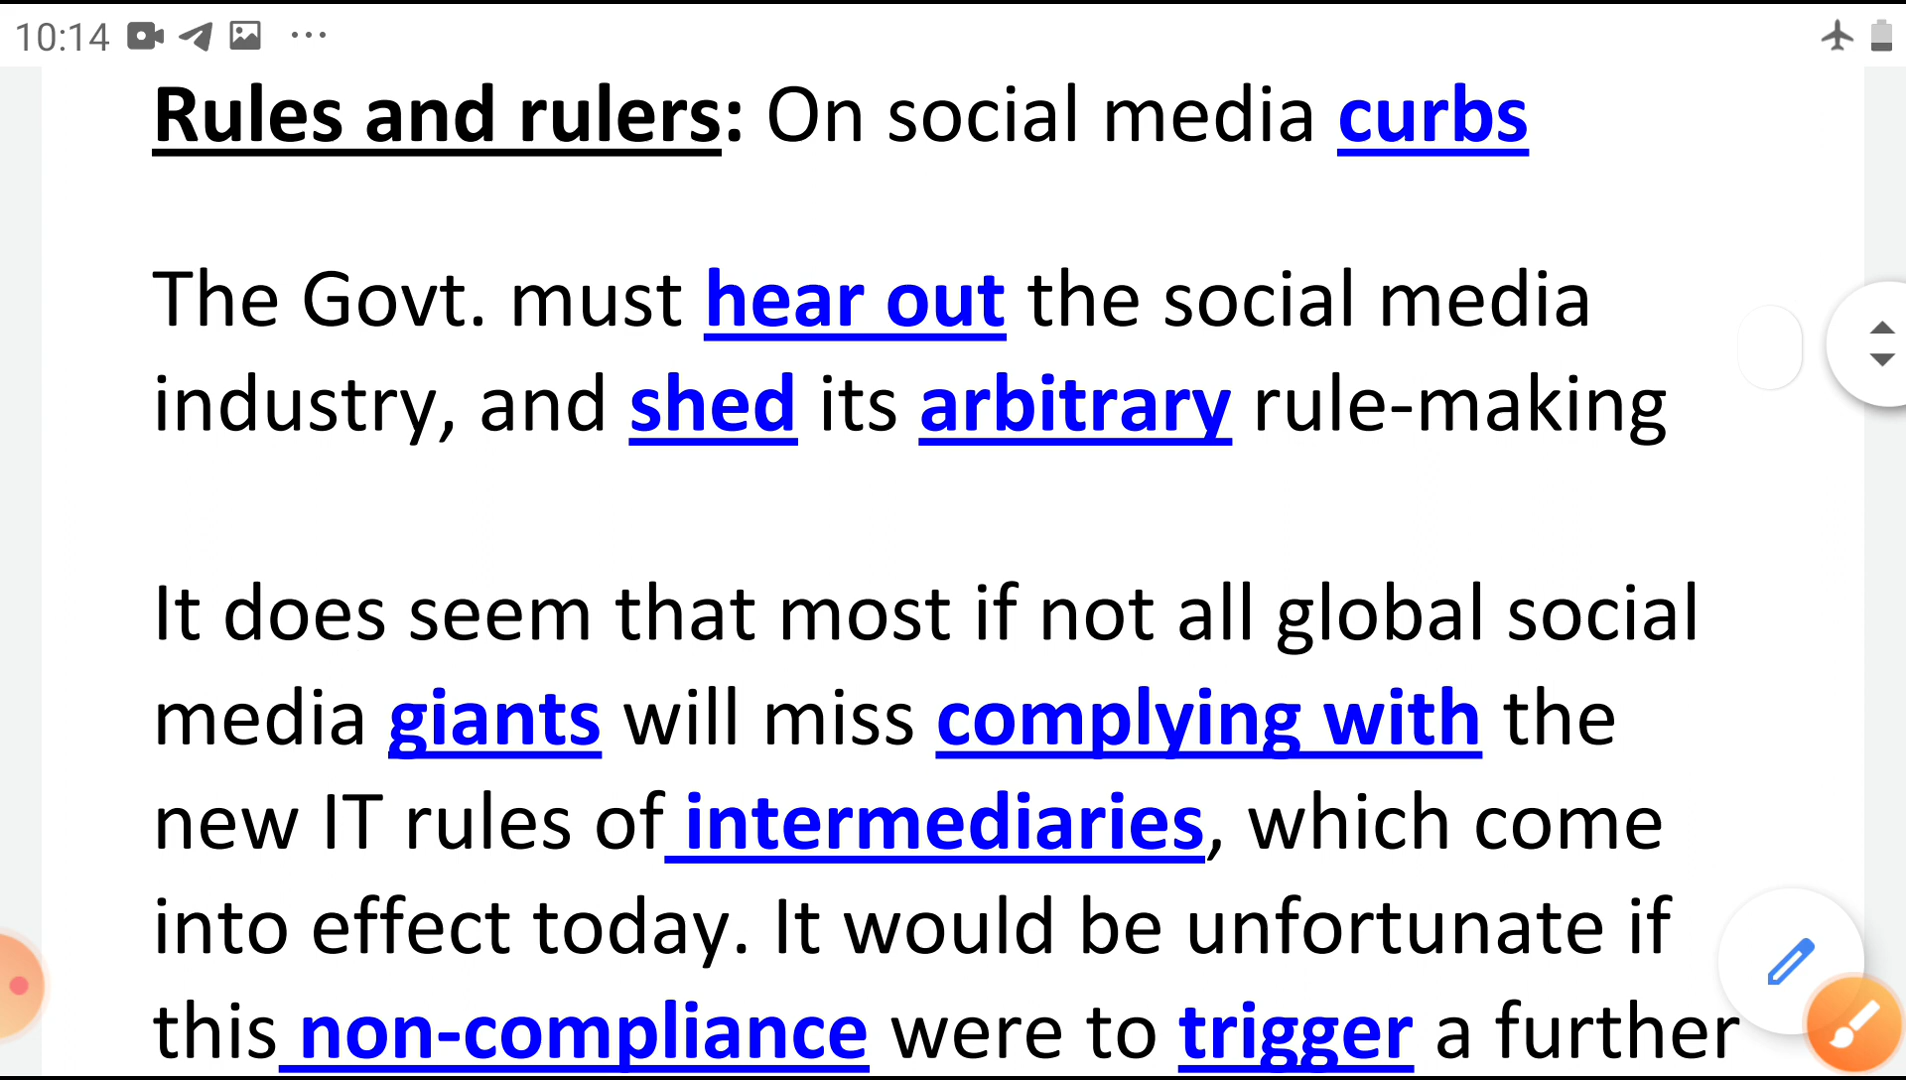 10:14
Rules and rulers: On social media curbs
The Govt. must hear out the social media
industry, and shed its arbitrary rule-making
It does seem that most if not all global social
media giants will miss complying with the
new IT rules of intermediaries, which come
into effect today. It would be unfortunate if
this non-compliance were to trigger a further